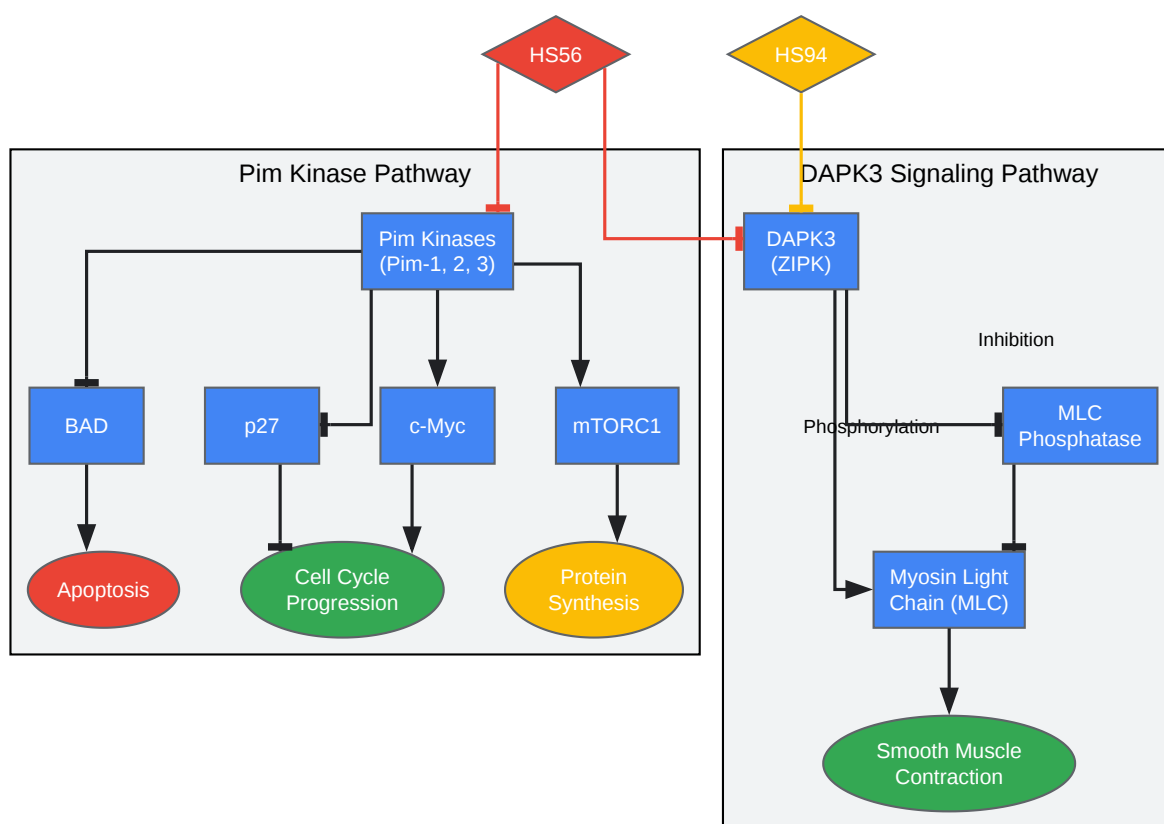 HS56
HS94
Pim Kinase Pathway
DAPK3 Signaling Pathway
Pim Kinases
(Pim-1, 2, 3)
DAPK3
(ZIPK)
Inhibition
BAD
p27
c-Myc
mTORC1
Phosphorylation
MLC
Phosphatase
Apoptosis
Cell Cycle
Progression
Protein
Synthesis
Myosin Light
Chain (MLC)
Smooth Muscle
Contraction